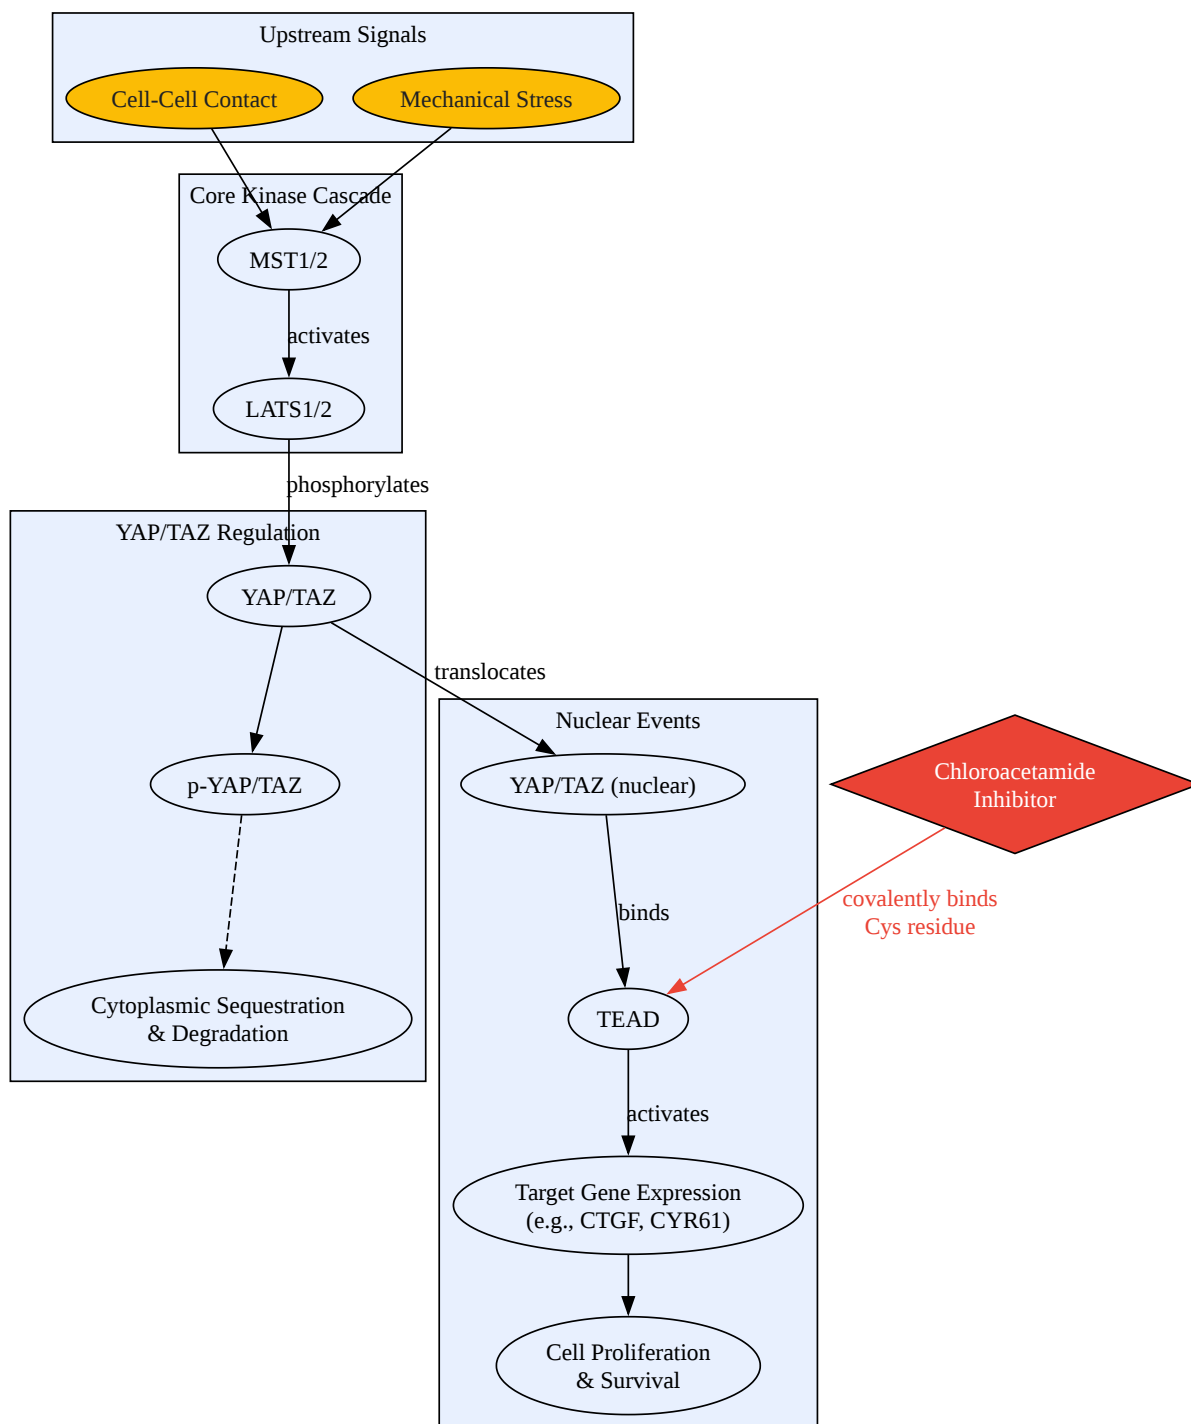 Upstream Signals
Cell-Cell Contact
Mechanical Stress
Core Kinase Cascade
MST1/2
activates
LATS1/2
phosphorylates
YAP/TAZ Regulation
YAP/TAZ
translocates
Nuclear Events
p-YAP/TAZ
YAP/TAZ (nuclear)
Chloroacetamide
Inhibitor
binds
covalently binds
Cys residue
Cytoplasmic Sequestration
& Degradation
TEAD
activates
Target Gene Expression
(e.g., CTGF, CYR61)
Cell Proliferation
& Survival